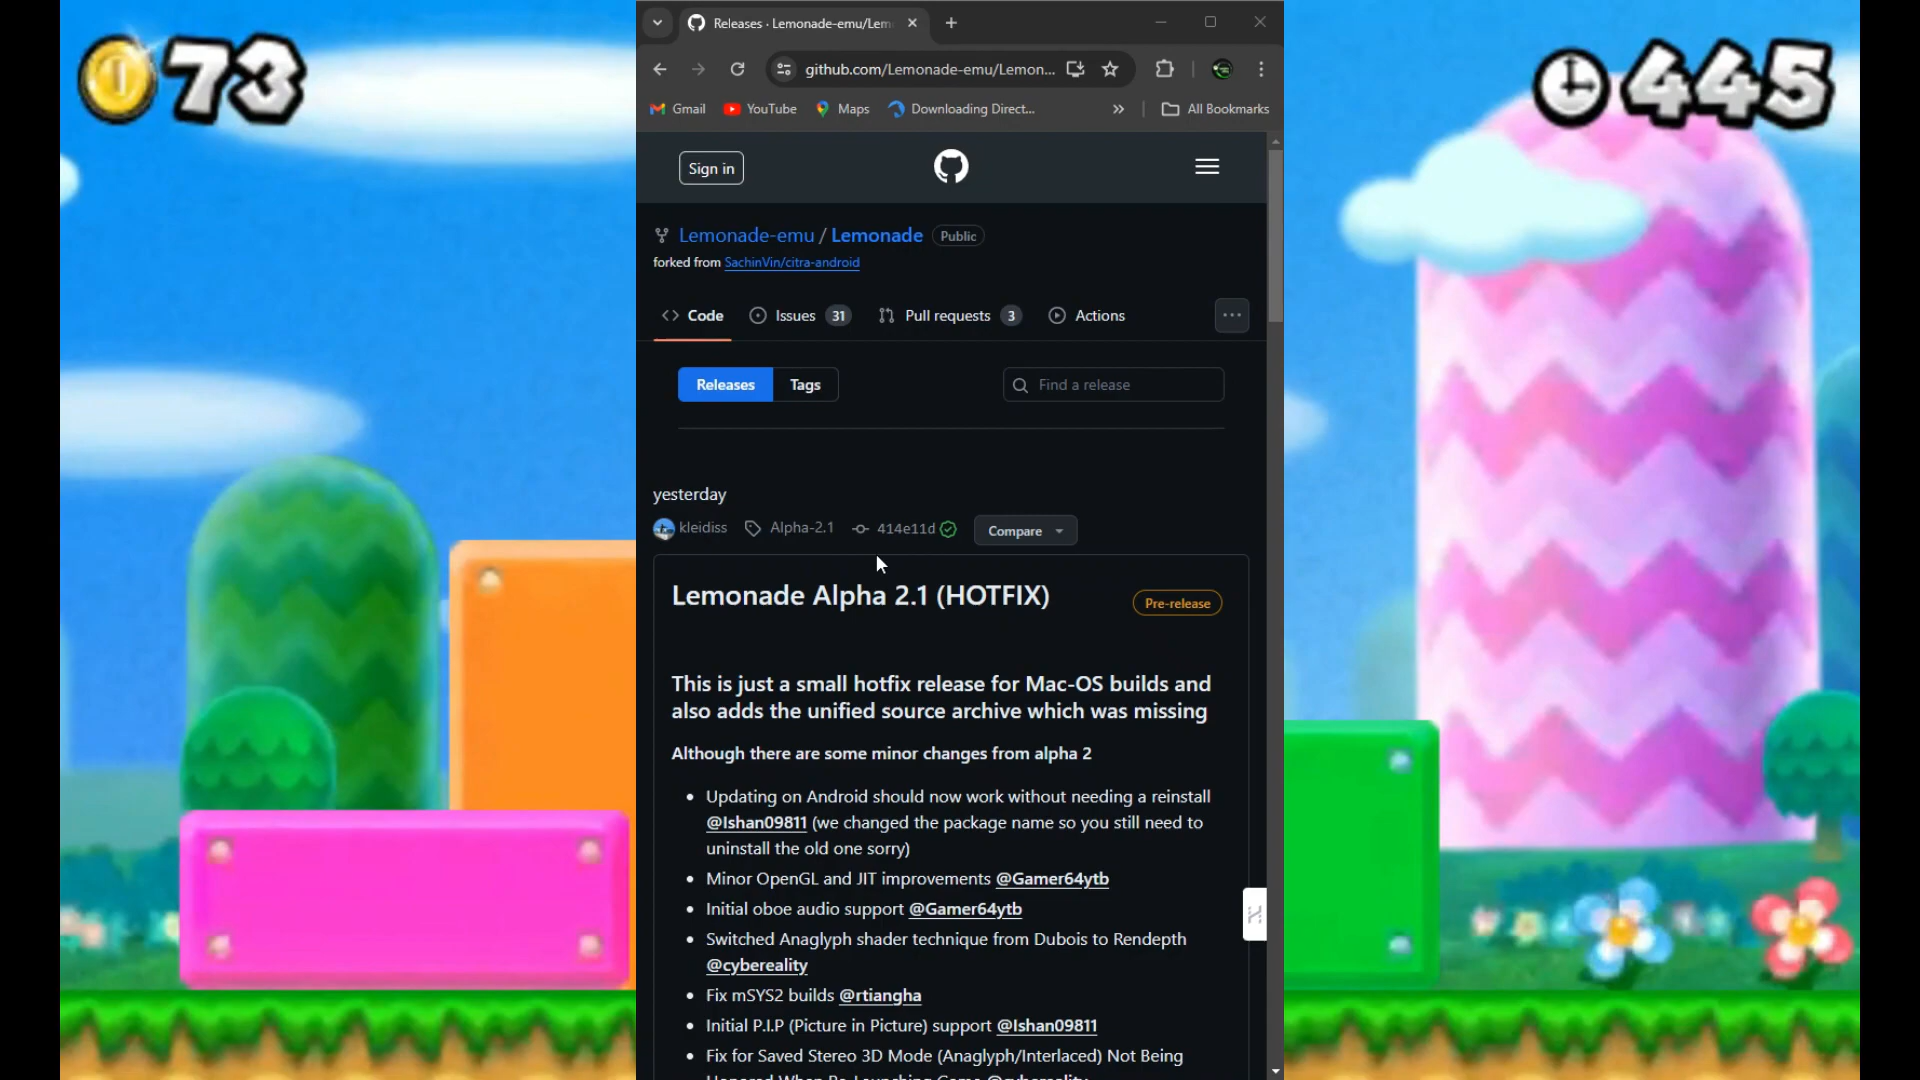 73
445
Releases · Lemonade-emu/Lem
github.com/Lemonade-emu/Lemon...
Gmail YouTube Maps Downloading Direct... » All Bookmarks
Sign in
Lemonade-emu / Lemonade Public
forked from SachinVin/citra-android
Code Issues 31 Pull requests 3 Actions
Releases Tags Find a release
yesterday
kleidiss Alpha-2.1 414e11d Compare
Lemonade Alpha 2.1 (HOTFIX) Pre-release
This is just a small hotfix release for Mac-OS builds and
also adds the unified source archive which was missing
Although there are some minor changes from alpha 2
• Updating on Android should now work without needing a reinstall
@Ishan09811 (we changed the package name so you still need to
uninstall the old one sorry)
• Minor OpenGL and JIT improvements @Gamer64ytb
• Initial oboe audio support @Gamer64ytb
• Switched Anaglyph shader technique from Dubois to Rendepth
@cybereality
• Fix mSYS2 builds @rtiangha
• Initial P.I.P (Picture in Picture) support @Ishan09811
• Fix for Saved Stereo 3D Mode (Anaglyph/Interlaced) Not Being
Honored When Re-Launching Game @cybereality